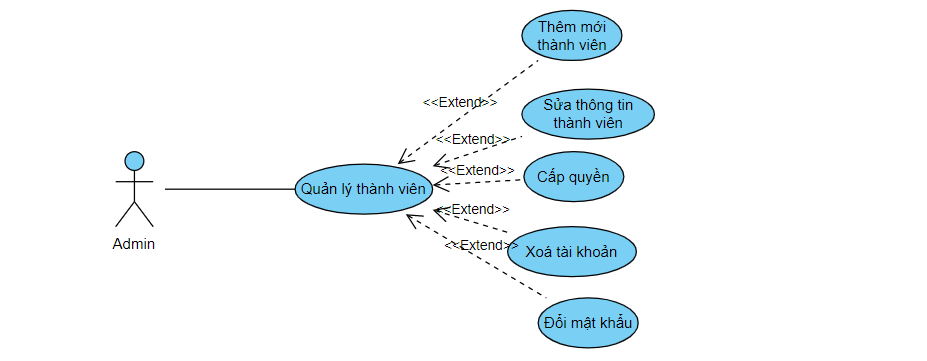 Thêm mới
thành viên
<<Extend>>
Sửa thông tin
thành viên
<<Extend>>
<<Extend>>
Cấp quyền
Quản lý thành viên
<<Extend>>
Admin
<<Extend>>
Xoá tài khoản
Đổi mật khẩu